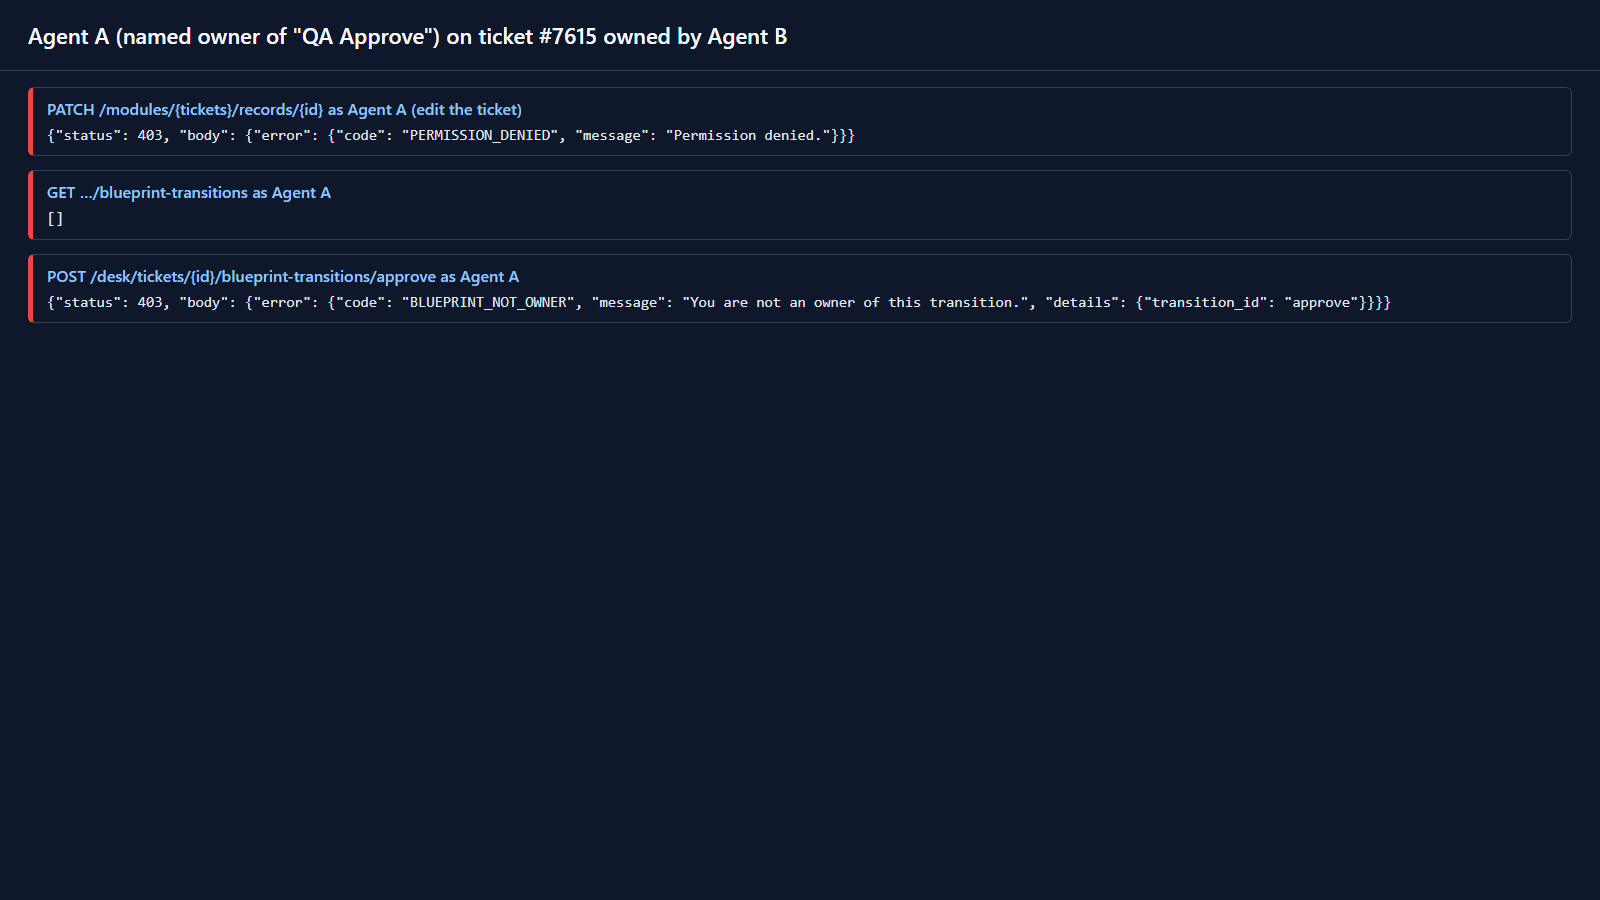 Agent A (named owner of "QA Approve") on ticket #7615 owned by Agent B
PATCH /modules/{tickets}/records/{id} as Agent A (edit the ticket)
{"status": 403, "body": {"error": {"code": "PERMISSION_DENIED", "message": "Permission denied."}}}
GET .../blueprint-transitions as Agent A
[]
POST /desk/tickets/{id}/blueprint-transitions/approve as Agent A
{"status": 403, "body": {"error": {"code": "BLUEPRINT_NOT_OWNER", "message": "You are not an owner of this transition.", "details": {"transition_id": "approve"}}}}